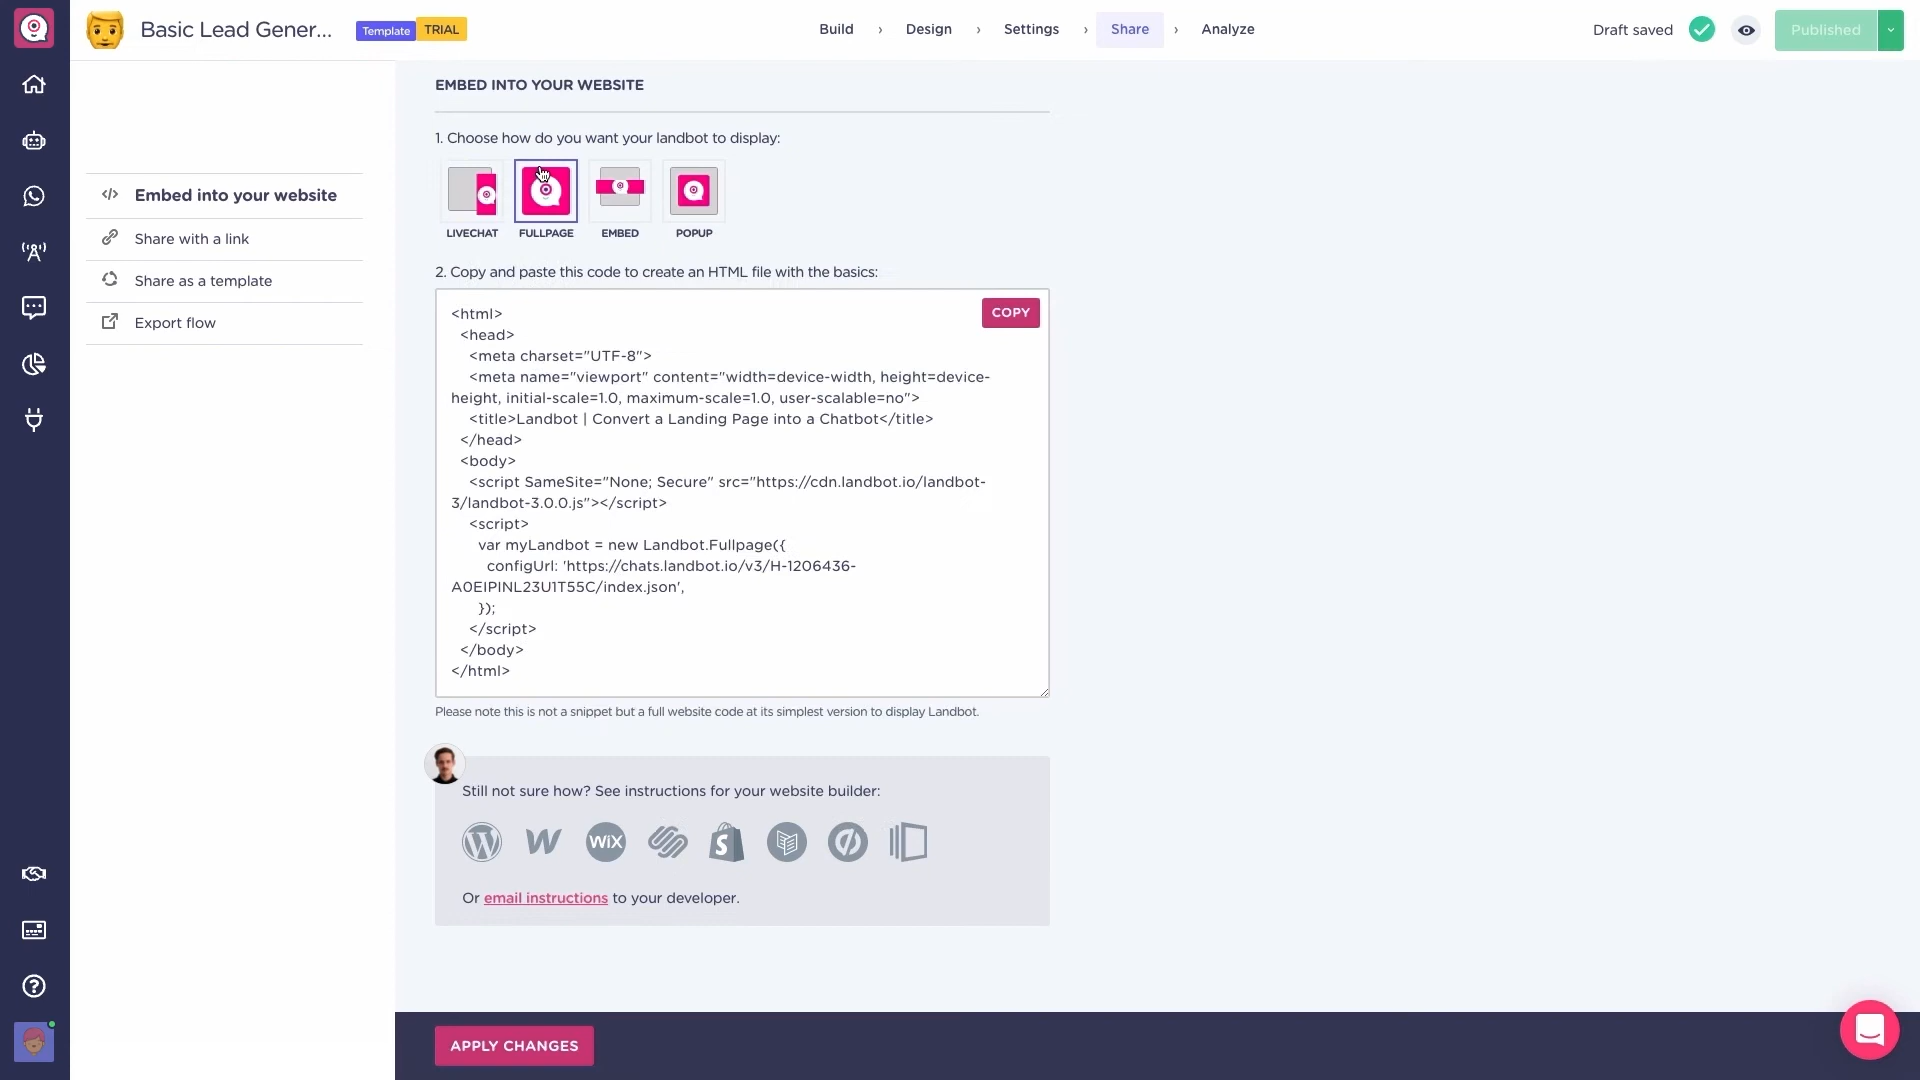 Basic Lead Gener...
Template
TRIAL
Build
Design
Settings
Share
Analyze
Draft saved
Published
Embed into your website
Share with a link
Share as a template
Export flow
EMBED INTO YOUR WEBSITE
1. Choose how do you want your landbot to display:
LIVECHAT
FULLPAGE
EMBED
POPUP
2. Copy and paste this code to create an HTML file with the basics:
COPY
<html>
<head>
<meta charset="UTF-8">
<meta name="viewport" content="width=device-width, height=device-
height, initial-scale=1.0, maximum-scale=1.0, user-scalable=no">
<title>Landbot | Convert a Landing Page into a Chatbot</title>
</head>
<body>
<script SameSite="None; Secure" src="https://cdn.landbot.io/landbot-
3/landbot-3.0.0.js"></script>
<script>
var myLandbot = new Landbot.Fullpage({
configUrl: 'https://chats.landbot.io/v3/H-1206436-
A0EIPINL23U1T55C/index.json',
});
</script>
</body>
</html>
Please note this is not a snippet but a full website code at its simplest version to display Landbot.
Still not sure how? See instructions for your website builder:
WiX
Or email instructions to your developer.
APPLY CHANGES